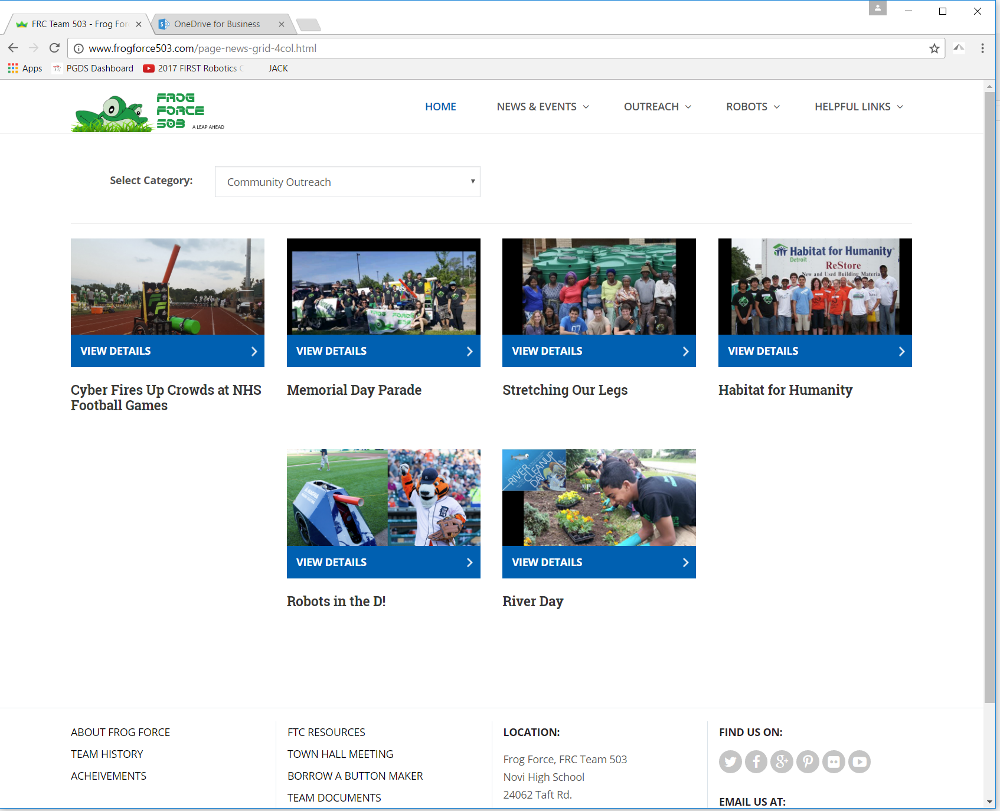 FRC Team 503 - Frog For
OneDrive for Business
www.frogforce503.com/page-news-grid-4col.html
Apps
PGDS Dashboard
2017 FIRST Robotics
JACK
FROG
FORCE
503
A LEAP AHEAD
HOME
NEWS & EVENTS
OUTREACH
ROBOTS
HELPFUL LINKS
Select Category:
Community Outreach
FROG FORCE
503
Habitat for Humanity
Detroit
ReStore
New and Used Building Materia
VIEW DETAILS
VIEW DETAILS
VIEW DETAILS
VIEW DETAILS
Cyber Fires Up Crowds at NHS
Football Games
Memorial Day Parade
Stretching Our Legs
Habitat for Humanity
MAGNA
RIVER
CLEANUP
DAY
VIEW DETAILS
VIEW DETAILS
Robots in the D!
River Day
ABOUT FROG FORCE
TEAM HISTORY
ACHEIVEMENTS
FTC RESOURCES
TOWN HALL MEETING
BORROW A BUTTON MAKER
TEAM DOCUMENTS
LOCATION:
Frog Force, FRC Team 503
Novi High School
24062 Taft Rd.
FIND US ON:
EMAIL US AT: